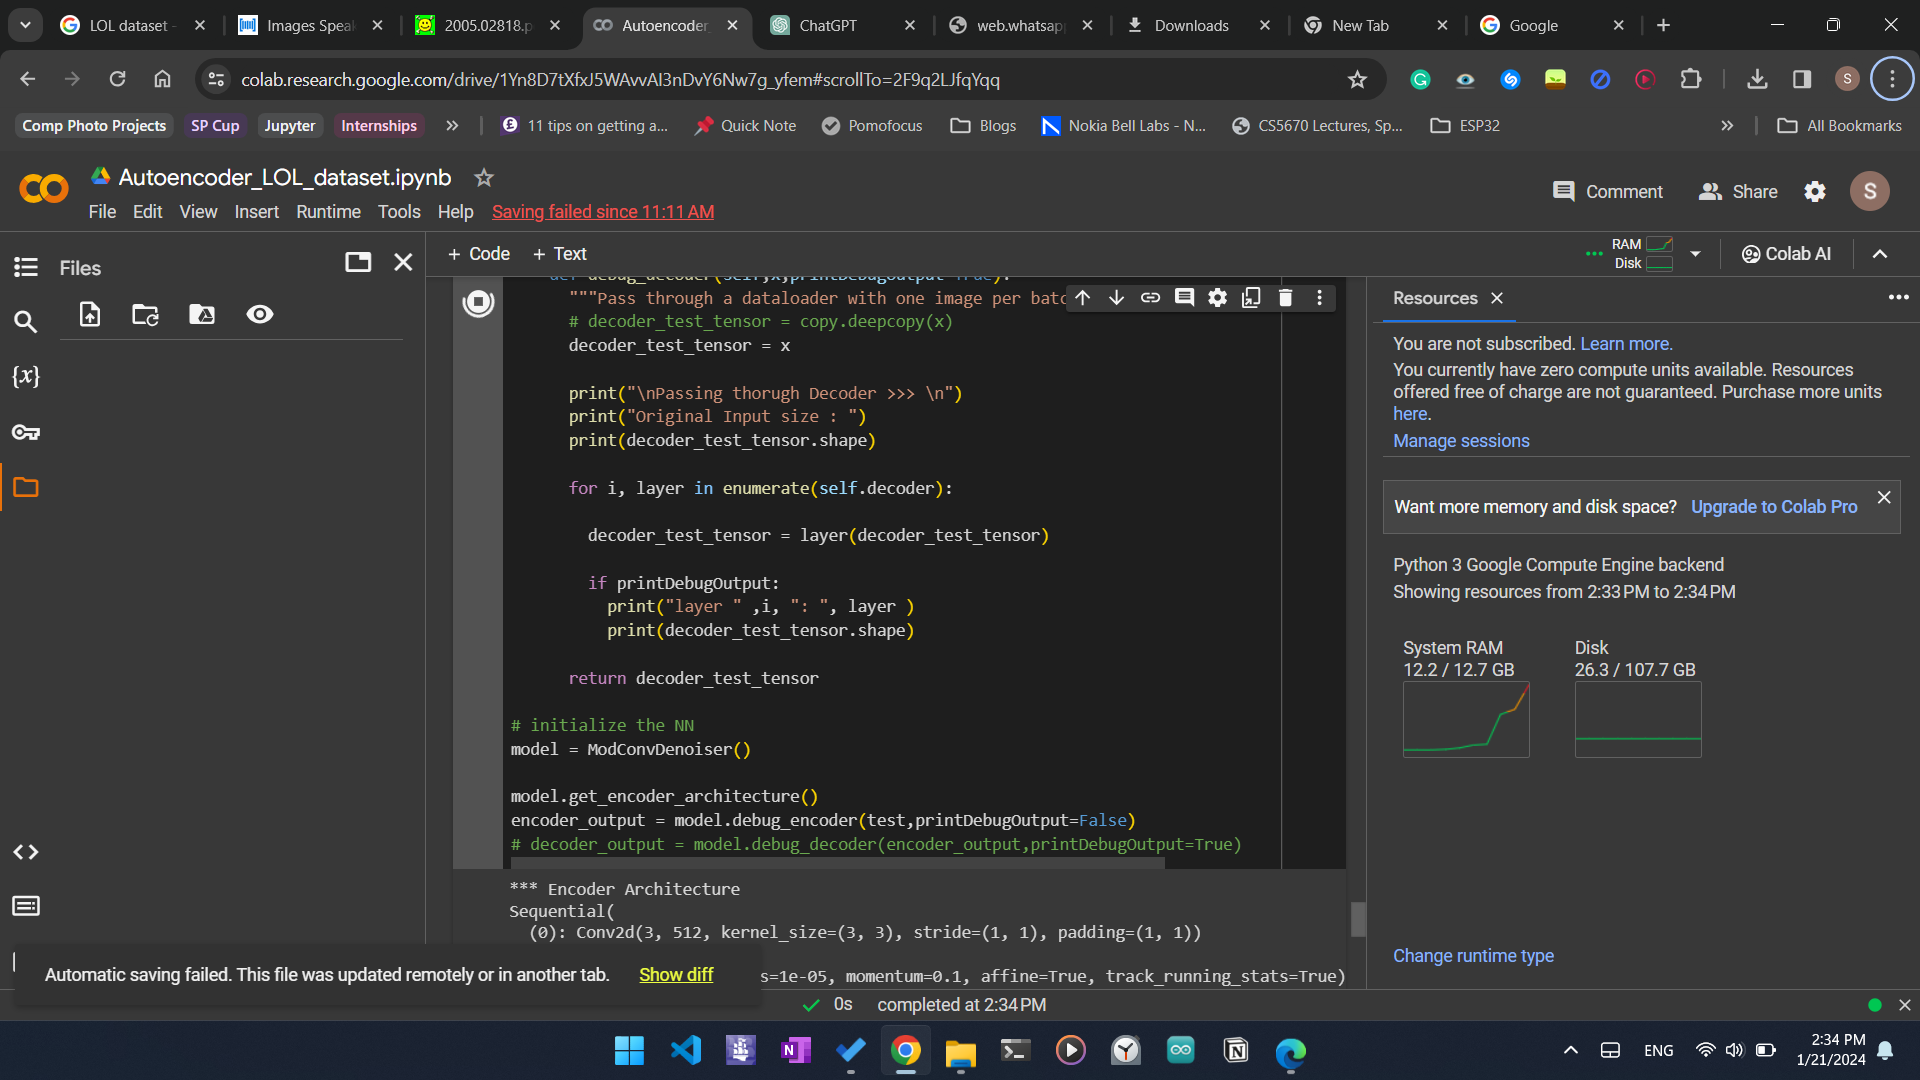 LOL dataset -
Images Speak
2005.02818.p
Autoencoder_
ChatGPT
web.whatsapp
Downloads
New Tab
Google
colab.research.google.com/drive/1Yn8D7tXfxJ5WAvvAI3nDvY6Nw7g_yfem#scrollTo=2F9q2LJfqYqq
S
Comp Photo Projects
SP Cup
Jupyter
Internships
11 tips on getting a...
Quick Note
Pomofocus
Blogs
Nokia Bell Labs - N...
CS5670 Lectures, Sp...
ESP32
All Bookmarks
Autoencoder_LOL_dataset.ipynb
File Edit View Insert Runtime Tools Help Saving failed since 11:11 AM
Comment
Share
S
Files
+ Code + Text
RAM
Disk
Colab AI
def debug_decoder(self,x,printDebugOutput=True):
"""Pass through a dataloader with one image per batc
# decoder_test_tensor = copy.deepcopy(x)
decoder_test_tensor = x
print("\nPassing thorugh Decoder >>> \n")
print("Original Input size : ")
print(decoder_test_tensor.shape)
for i, layer in enumerate(self.decoder):
decoder_test_tensor = layer(decoder_test_tensor)
if printDebugOutput:
print("layer " ,i, ": ", layer )
print(decoder_test_tensor.shape)
return decoder_test_tensor
# initialize the NN
model = ModConvDenoiser()
model.get_encoder_architecture()
encoder_output = model.debug_encoder(test,printDebugOutput=False)
# decoder_output = model.debug_decoder(encoder_output,printDebugOutput=True)
*** Encoder Architecture
Sequential(
(0): Conv2d(3, 512, kernel_size=(3, 3), stride=(1, 1), padding=(1, 1))
s=1e-05, momentum=0.1, affine=True, track_running_stats=True)
Automatic saving failed. This file was updated remotely or in another tab. Show diff
0s completed at 2:34 PM
Resources
You are not subscribed. Learn more.
You currently have zero compute units available. Resources
offered free of charge are not guaranteed. Purchase more units
here.
Manage sessions
Want more memory and disk space? Upgrade to Colab Pro
Python 3 Google Compute Engine backend
Showing resources from 2:33 PM to 2:34 PM
System RAM
12.2 / 12.7 GB
Disk
26.3 / 107.7 GB
Change runtime type
ENG
2:34 PM
1/21/2024